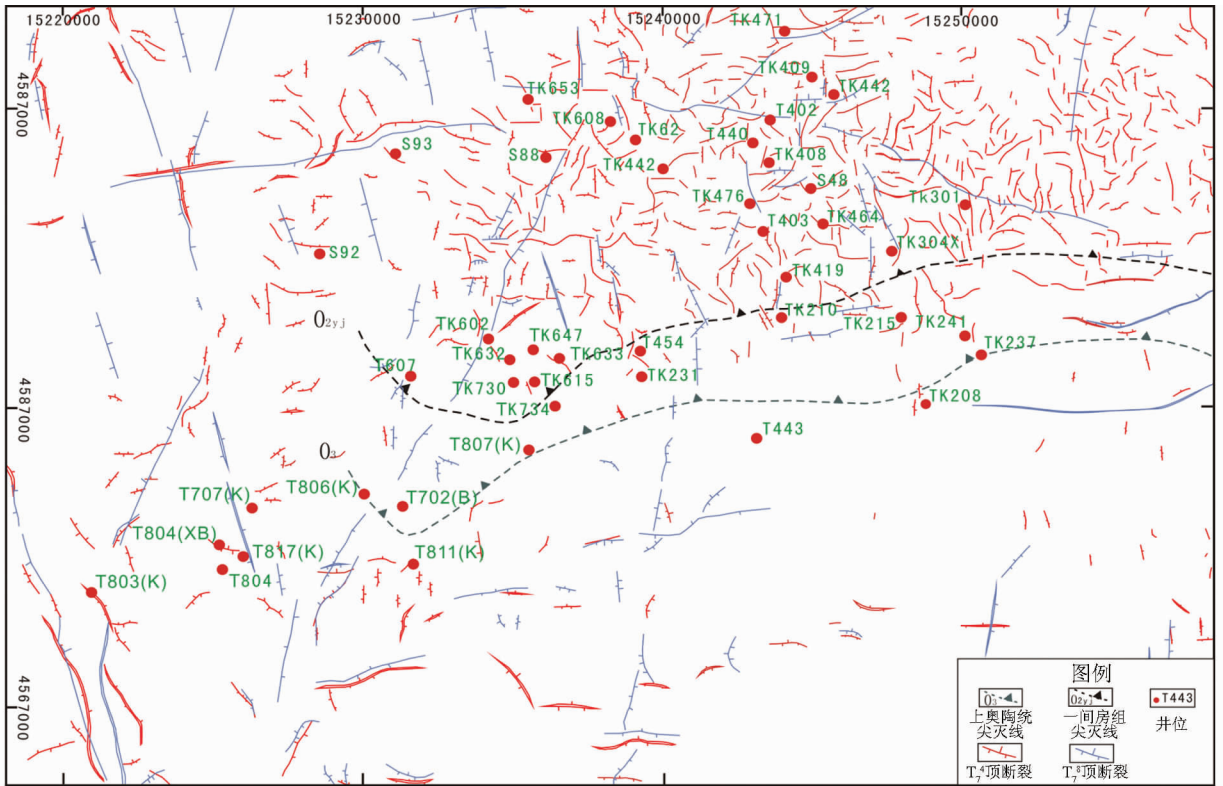 15220000
15230000
15240000
15250000
TK471
TK409
TK442
TK653
4587000
TK608
T402
TK62
T440
S93
S88
TK408
TK442
S48
TK476
Tk301
TK464
T403
S92
TK304X
TK419
O2yj
TK602
TK210
TK215
TK241
TK647
T454
TK632
TK633
TK237
T607
TK730
TK615
TK231
4587000
TK734
TK208
T443
T807(K)
O3
T707(K)
T806(K)
T702(B)
T804(XB)
T817(K)
T811(K)
T803(K)
T804
4567000
图例
O3
O2yj
T443
上奥陶统
尖灭线
一间房组
尖灭线
井位
T₇⁴顶断裂
T₇⁸顶断裂